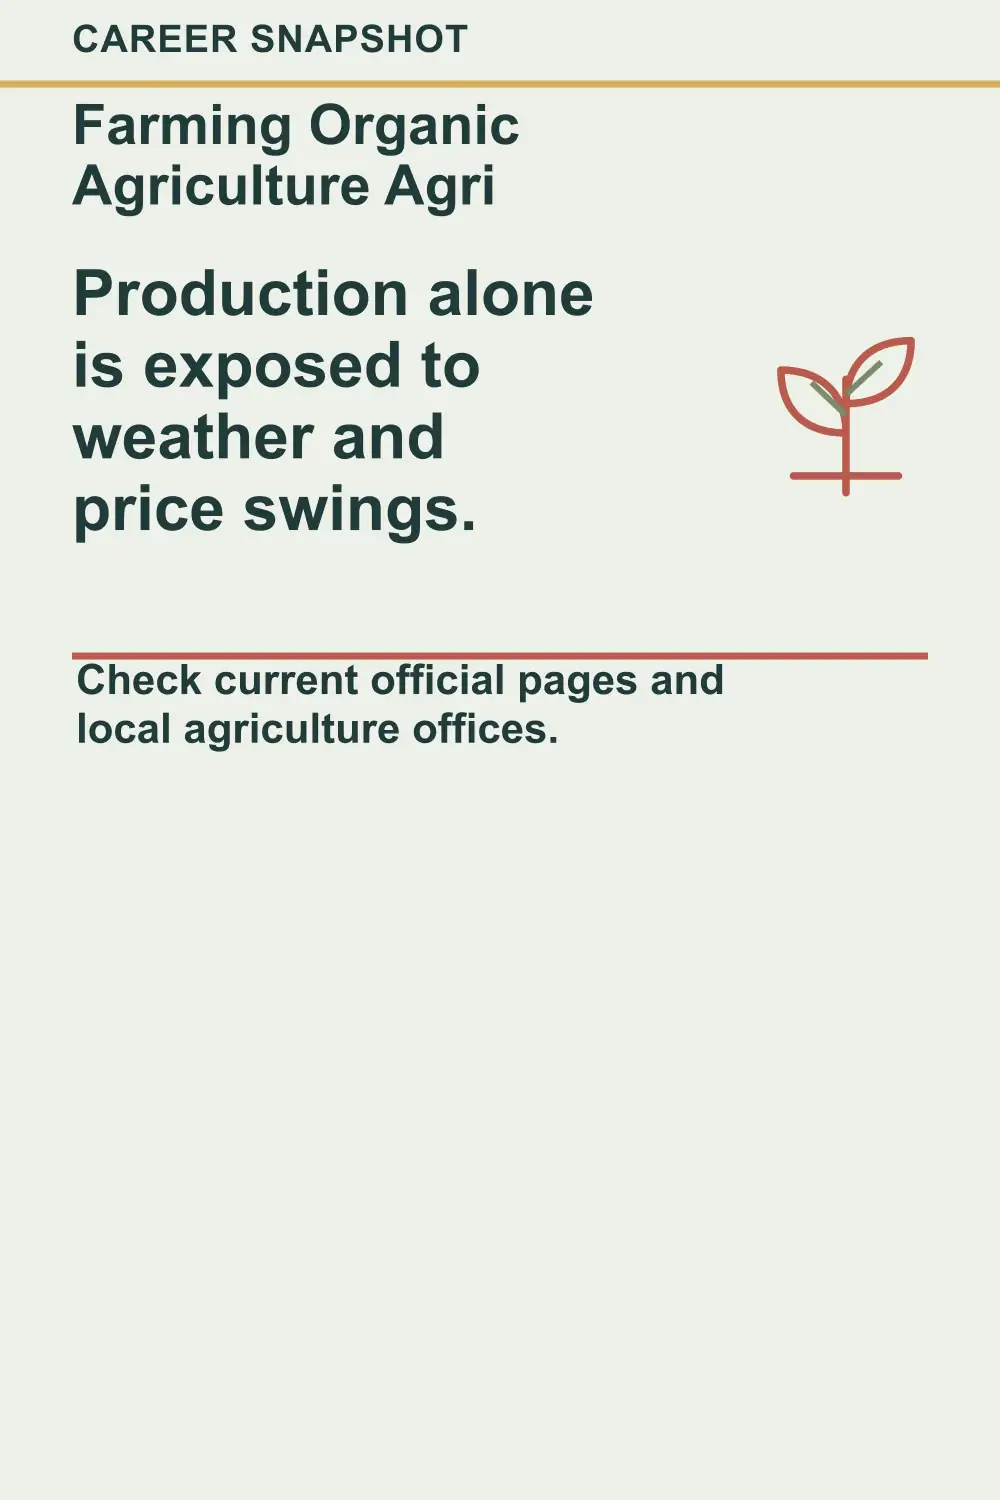 CAREER SNAPSHOT
Farming Organic
Agriculture Agri
Production alone
is exposed to
weather and
price swings.
Check current official pages and
local agriculture offices.